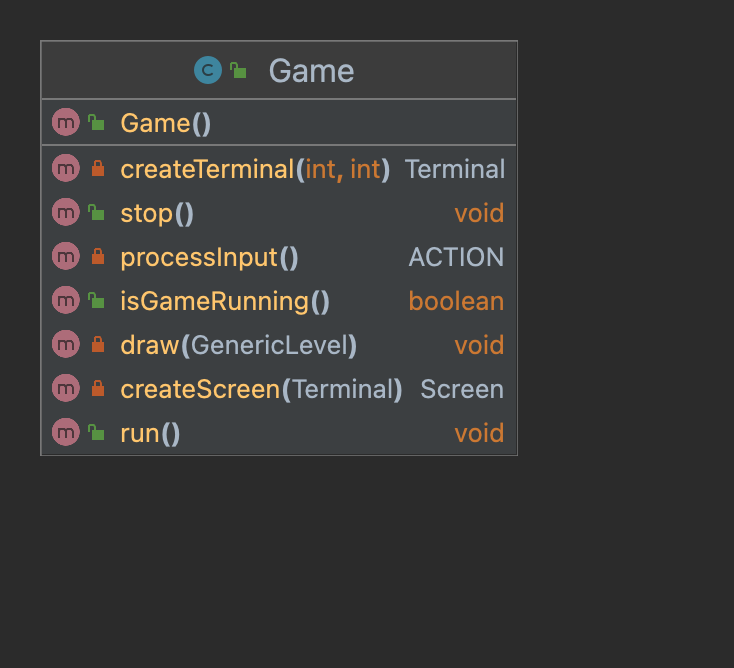 Game
Game()
createTerminal(int, int) Terminal
stop() void
processInput() ACTION
isGameRunning() boolean
draw(GenericLevel) void
createScreen(Terminal) Screen
run() void